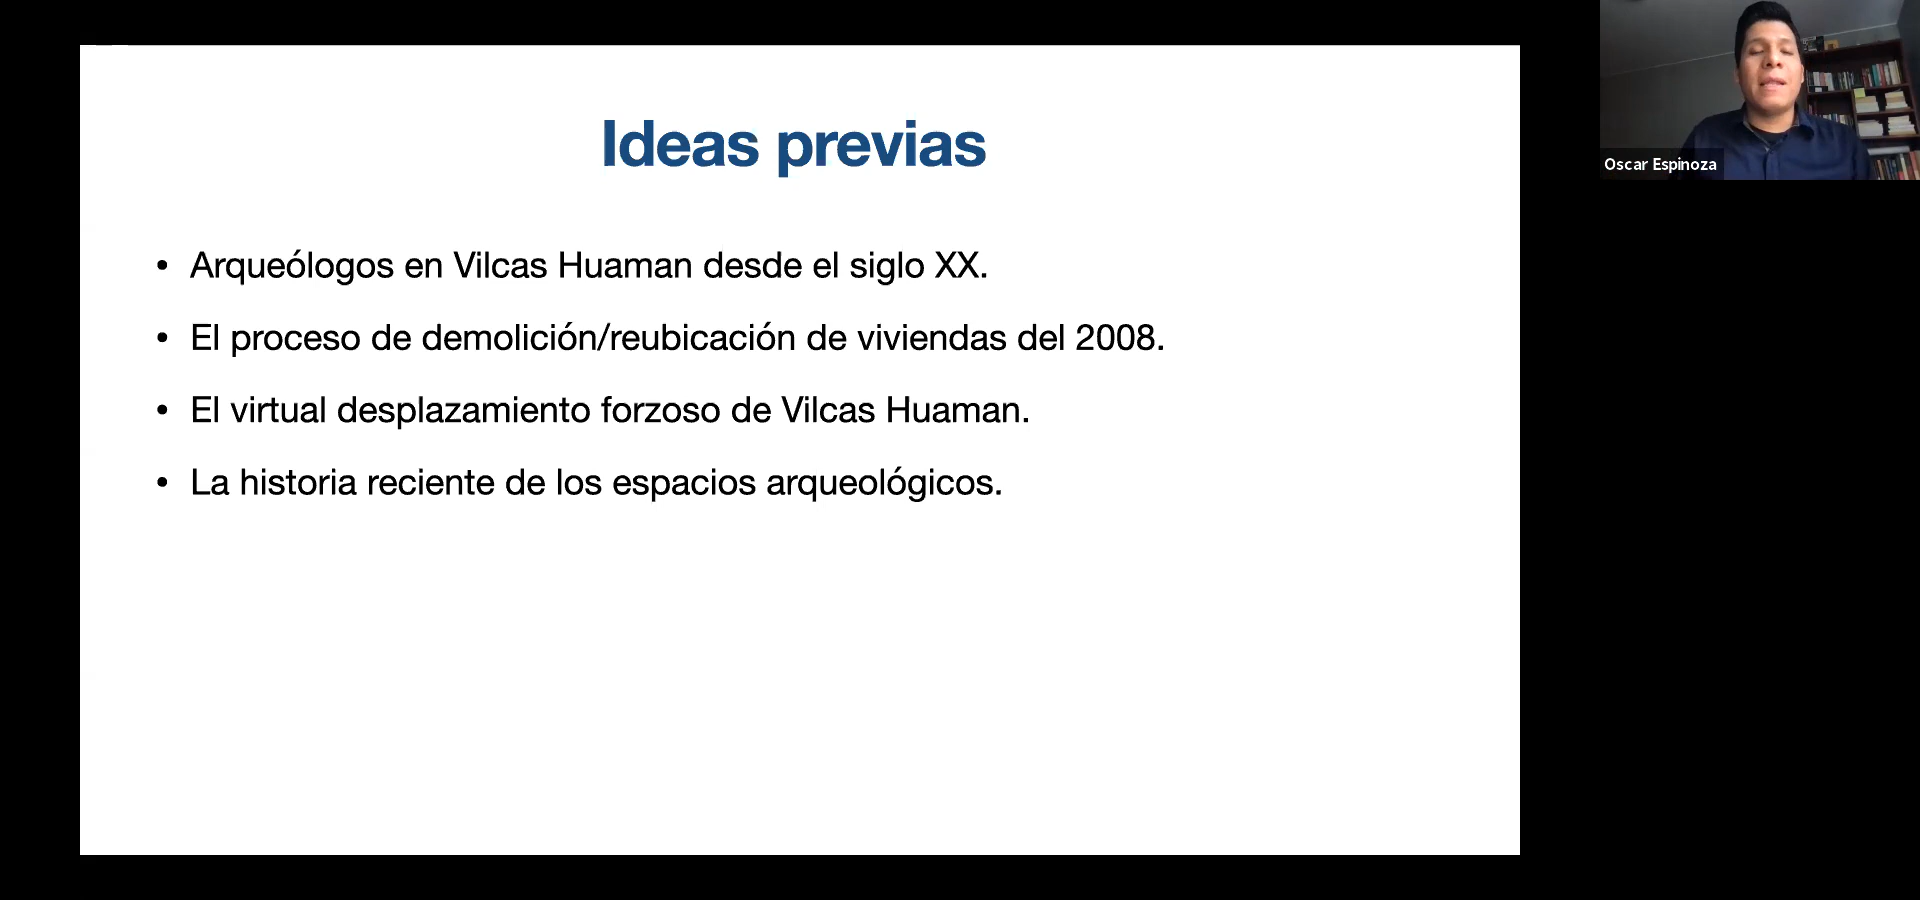 Ideas previas
• Arqueólogos en Vilcas Huaman desde el siglo XX.
• El proceso de demolición/reubicación de viviendas del 2008.
• El virtual desplazamiento forzoso de Vilcas Huaman.
• La historia reciente de los espacios arqueológicos.
Oscar Espinoza